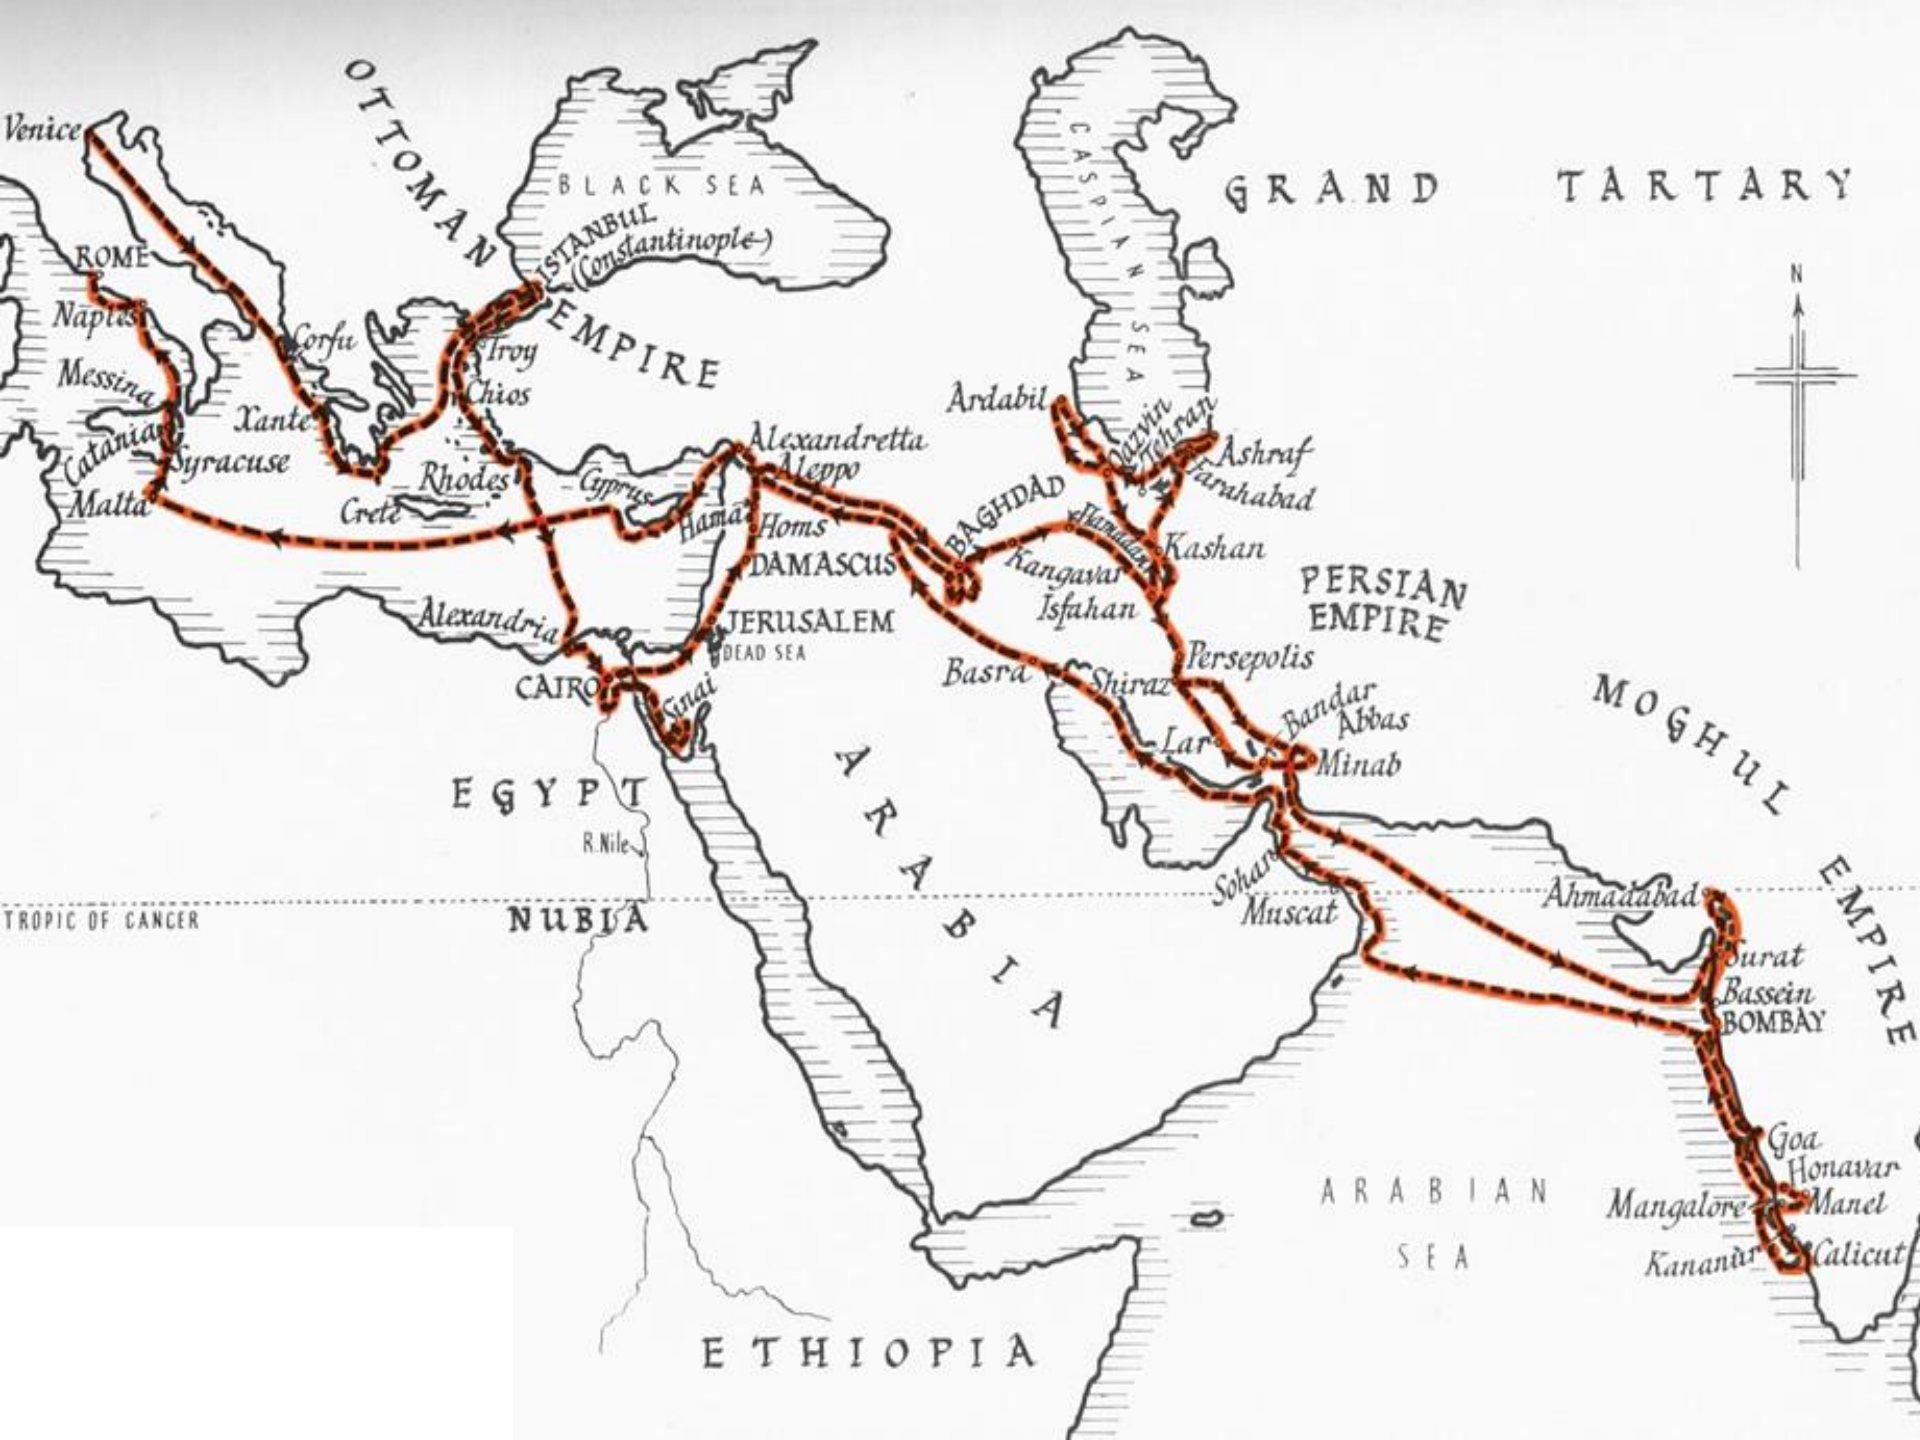 OTTOMAN
EMPIRE
Venice
ROME
Naples
Messina
Catania
Syracuse
Malta
Corfu
Xante
Crete
BLACK SEA
ISTANBUL
(Constantinople)
Troy
Chios
Rhodes
Cyprus
Alexandretta
Aleppo
Hama
Homs
DAMASCUS
JERUSALEM
DEAD SEA
Alexandria
CAIRO
Sinai
EGYPT
R. Nile
NUBIA
TROPIC OF CANCER
ETHIOPIA
ARABIA
CASPIAN SEA
GRAND TARTARY
N
Ardabil
Qazvin
Tehran
Ashraf
Farahabad
BAGHDAD
Hamadan
Kangavar
Kashan
Isfahan
PERSIAN
EMPIRE
Persepolis
Basra
Shiraz
Bandar
Abbas
Lar
Minab
Sohar
Muscat
MOGHUL
EMPIRE
Ahmadabad
Surat
Bassein
BOMBAY
Goa
Honavar
Mangalore
Manel
Kananur
Calicut
ARABIAN
SEA